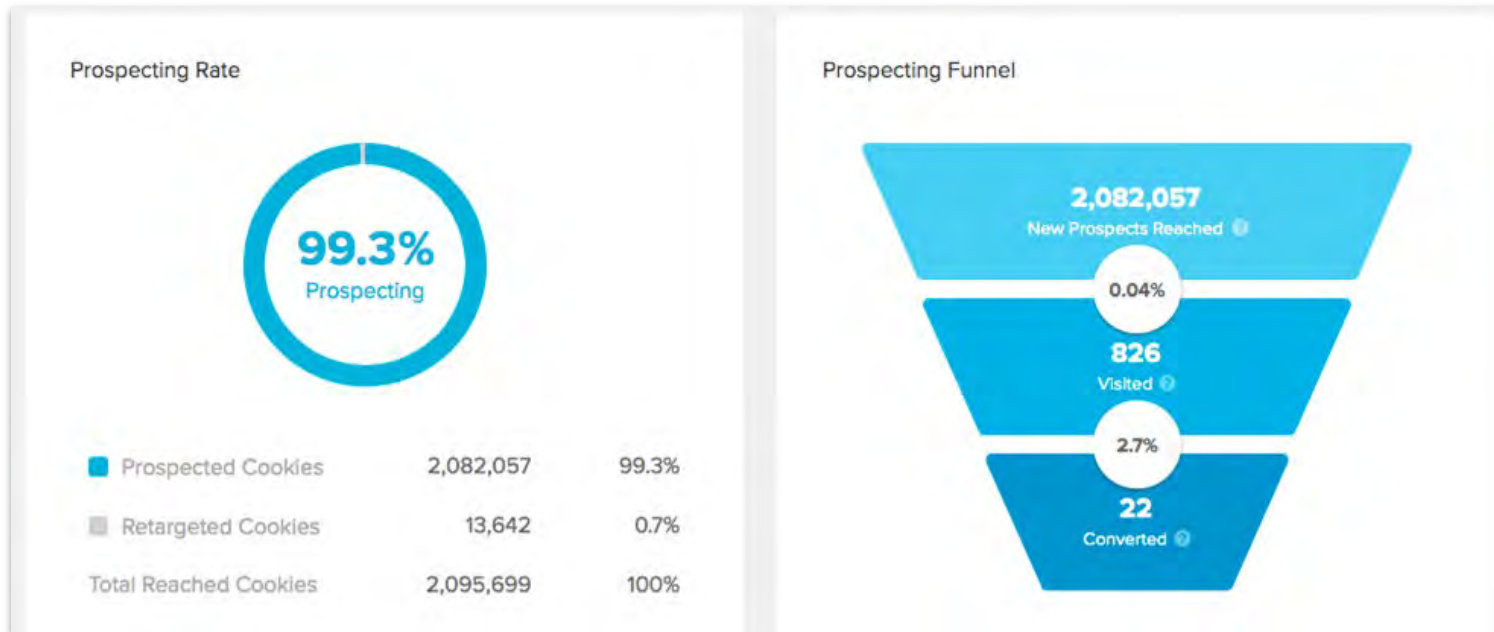 Prospecting Rate
99.3%
Prospecting
Prospected Cookies 2,082,057 99.3%
Retargeted Cookies 13,642 0.7%
Total Reached Cookies 2,095,699 100%
Prospecting Funnel
2,082,057
New Prospects Reached ?
0.04%
826
Visited ?
2.7%
22
Converted ?